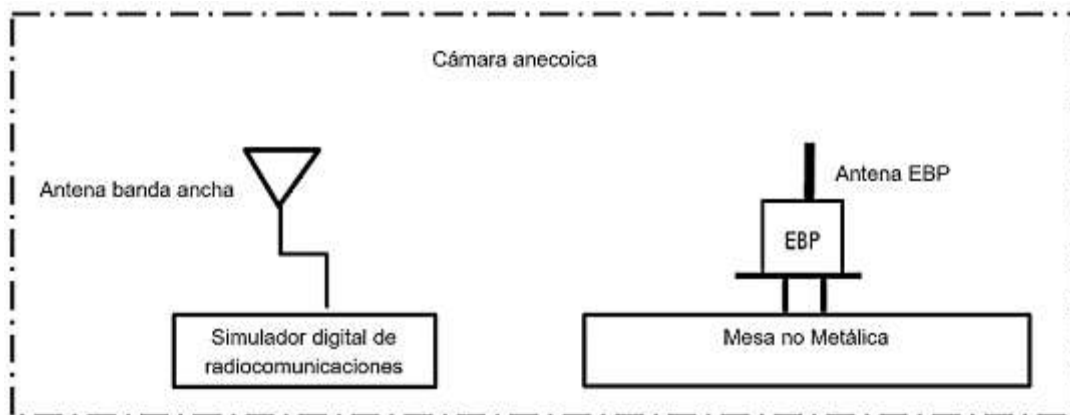 Cámara anecoica
Antena banda ancha
Antena EBP
EBP
Simulador digital de
radiocomunicaciones
Mesa no Metálica